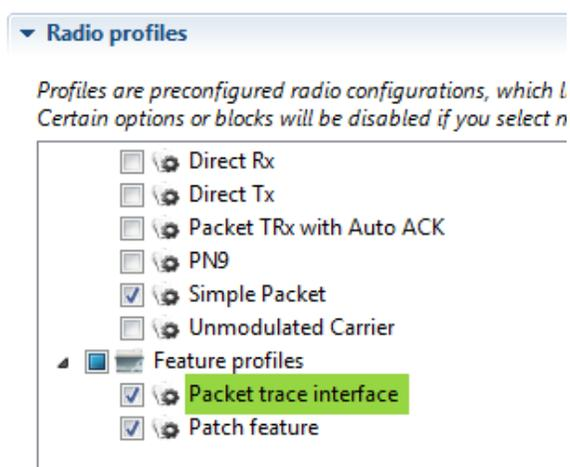 Radio profiles
Profiles are preconfigured radio configurations, which
Certain options or blocks will be disabled if you select
Direct Rx
Direct Tx
Packet TRx with Auto ACK
PN9
Simple Packet
Unmodulated Carrier
Feature profiles
Packet trace interface
Patch feature